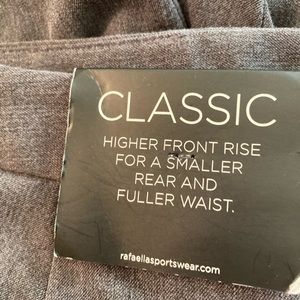 CLASSIC
HIGHER FRONT RISE
FOR A SMALLER
REAR AND
FULLER WAIST.
rafaellasportswear.com